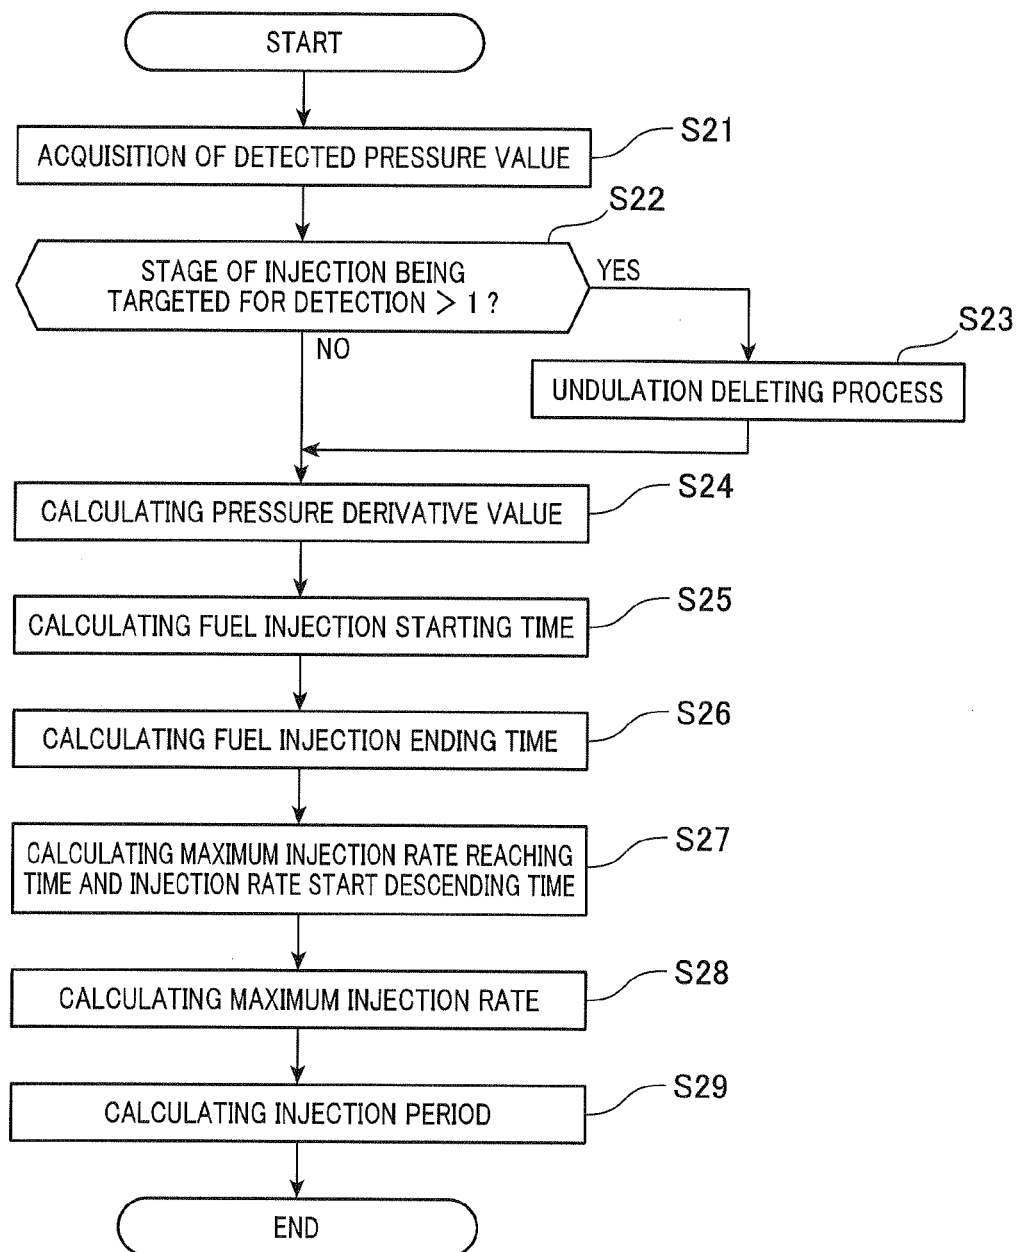 START
ACQUISITION OF DETECTED PRESSURE VALUE
S21
STAGE OF INJECTION BEING
TARGETED FOR DETECTION > 1 ?
S22
YES
NO
S23
UNDULATION DELETING PROCESS
CALCULATING PRESSURE DERIVATIVE VALUE
S24
CALCULATING FUEL INJECTION STARTING TIME
S25
CALCULATING FUEL INJECTION ENDING TIME
S26
CALCULATING MAXIMUM INJECTION RATE REACHING
TIME AND INJECTION RATE START DESCENDING TIME
S27
CALCULATING MAXIMUM INJECTION RATE
S28
CALCULATING INJECTION PERIOD
S29
END